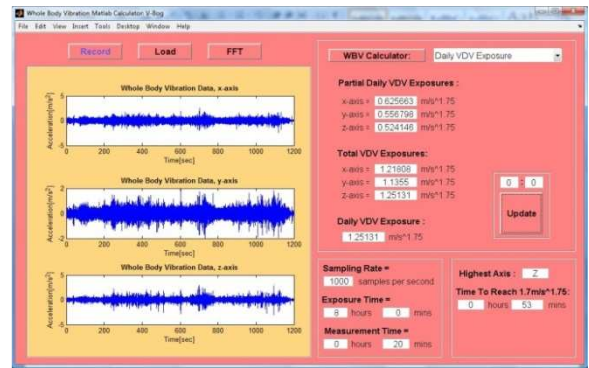 Whole Body Vibration Matlab Calculator: V-Bog
File Edit View Insert Tools Desktop Window Help
Record Load FFT
Whole Body Vibration Data, x-axis
Acceleration[m/s²]
5
0
-5
0 200 400 600 800 1000 1200
Time[sec]
Whole Body Vibration Data, y-axis
Acceleration[m/s²]
2
0
-2
0 200 400 600 800 1000 1200
Time[sec]
Whole Body Vibration Data, z-axis
Acceleration[m/s²]
5
0
-5
0 200 400 600 800 1000 1200
Time[sec]
WBV Calculator: Daily VDV Exposure
Partial Daily VDV Exposures :
x-axis = 0.625663 m/s^1.75
y-axis = 0.556798 m/s^1.75
z-axis = 0.524146 m/s^1.75
Total VDV Exposures:
x-axis = 1.21808 m/s^1.75
y-axis = 1.1355 m/s^1.75
z-axis = 1.25131 m/s^1.75
Daily VDV Exposure :
1.25131 m/s^1.75
0 : 0
Update
Sampling Rate =
1000 samples per second
Exposure Time =
8 hours 0 mins
Measurement Time =
0 hours 20 mins
Highest Axis : Z
Time To Reach 1.7m/s^1.75:
0 hours 53 mins